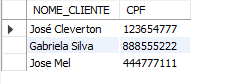 NOME_CLIENTE CPF
José Cleverton 123654777
Gabriela Silva 888555222
Jose Mel 444777111